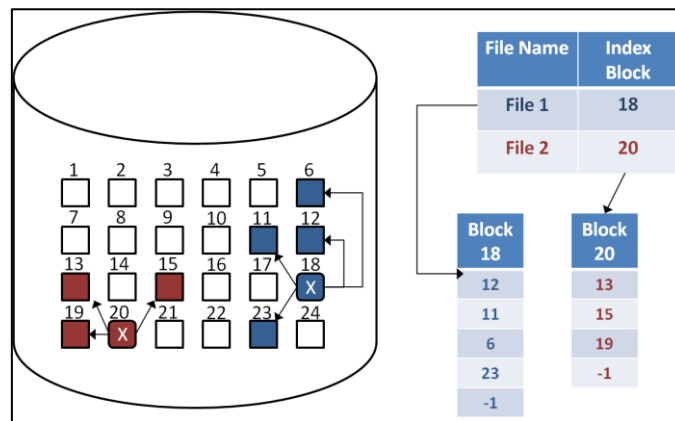 File Name Index Block
File 1 18
File 2 20
1 2 3 4 5 6
7 8 9 10 11 12
13 14 15 16 17 18
X
19 20 21 22 23 24
X
Block 18
12
11
6
23
-1
Block 20
13
15
19
-1